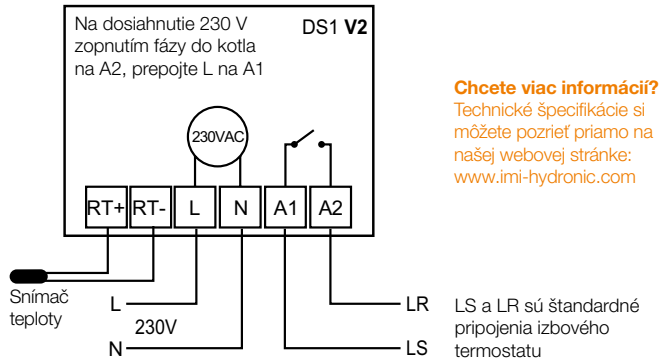 Na dosiahnutie 230 V
zopnutím fázy do kotla
na A2, prepojte L na A1
DS1 V2
230VAC
RT+ RT- L N A1 A2
Snímač
teploty
L
230V
N
LR
LS
LS a LR sú štandardné
pripojenia izbového
termostatu
Chcete viac informácií?
Technické špecifikácie si
môžete pozrieť priamo na
našej webovej stránke:
www.imi-hydronic.com